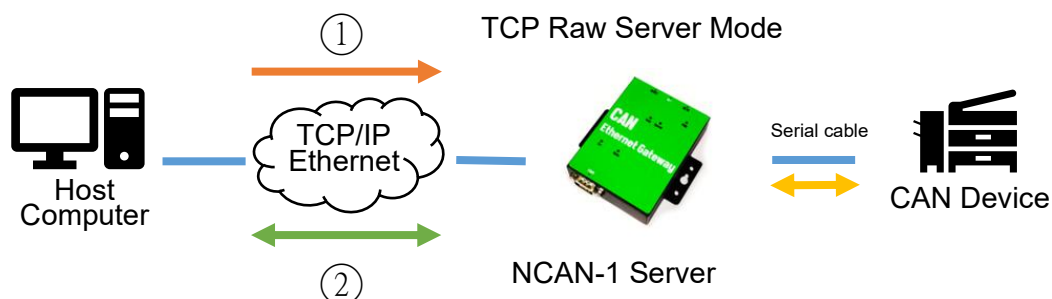 ①
TCP Raw Server Mode
TCP/IP
Ethernet
CAN
Ethernet Gateway
Serial cable
Host
Computer
CAN Device
②
NCAN-1 Server